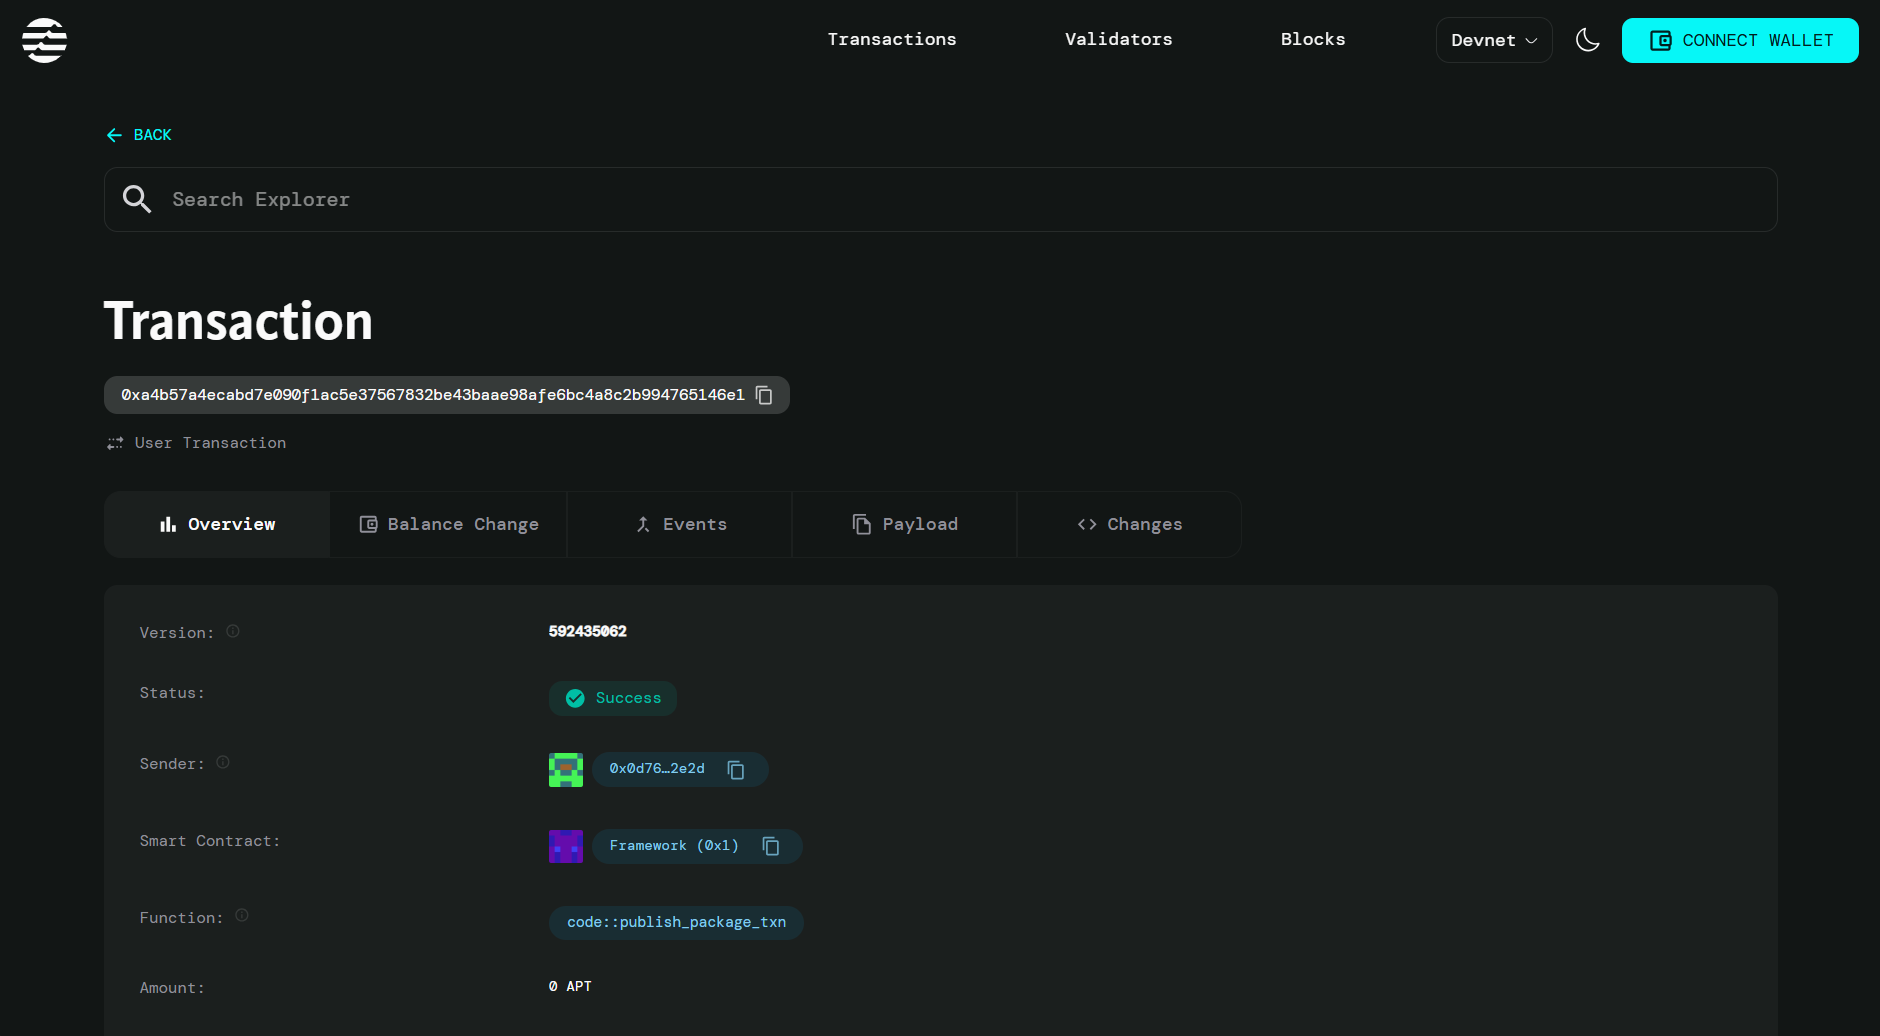 Transactions
Validators
Blocks
Devnet
CONNECT WALLET
BACK
Search Explorer
Transaction
0xa4b57a4ecabd7e090f1ac5e37567832be43baae98afe6bc4a8c2b994765146e1
User Transaction
Overview
Balance Change
Events
Payload
Changes
Version:
592435062
Status:
Success
Sender:
0x0d76…2e2d
Smart Contract:
Framework (0x1)
Function:
code::publish_package_txn
Amount:
0 APT